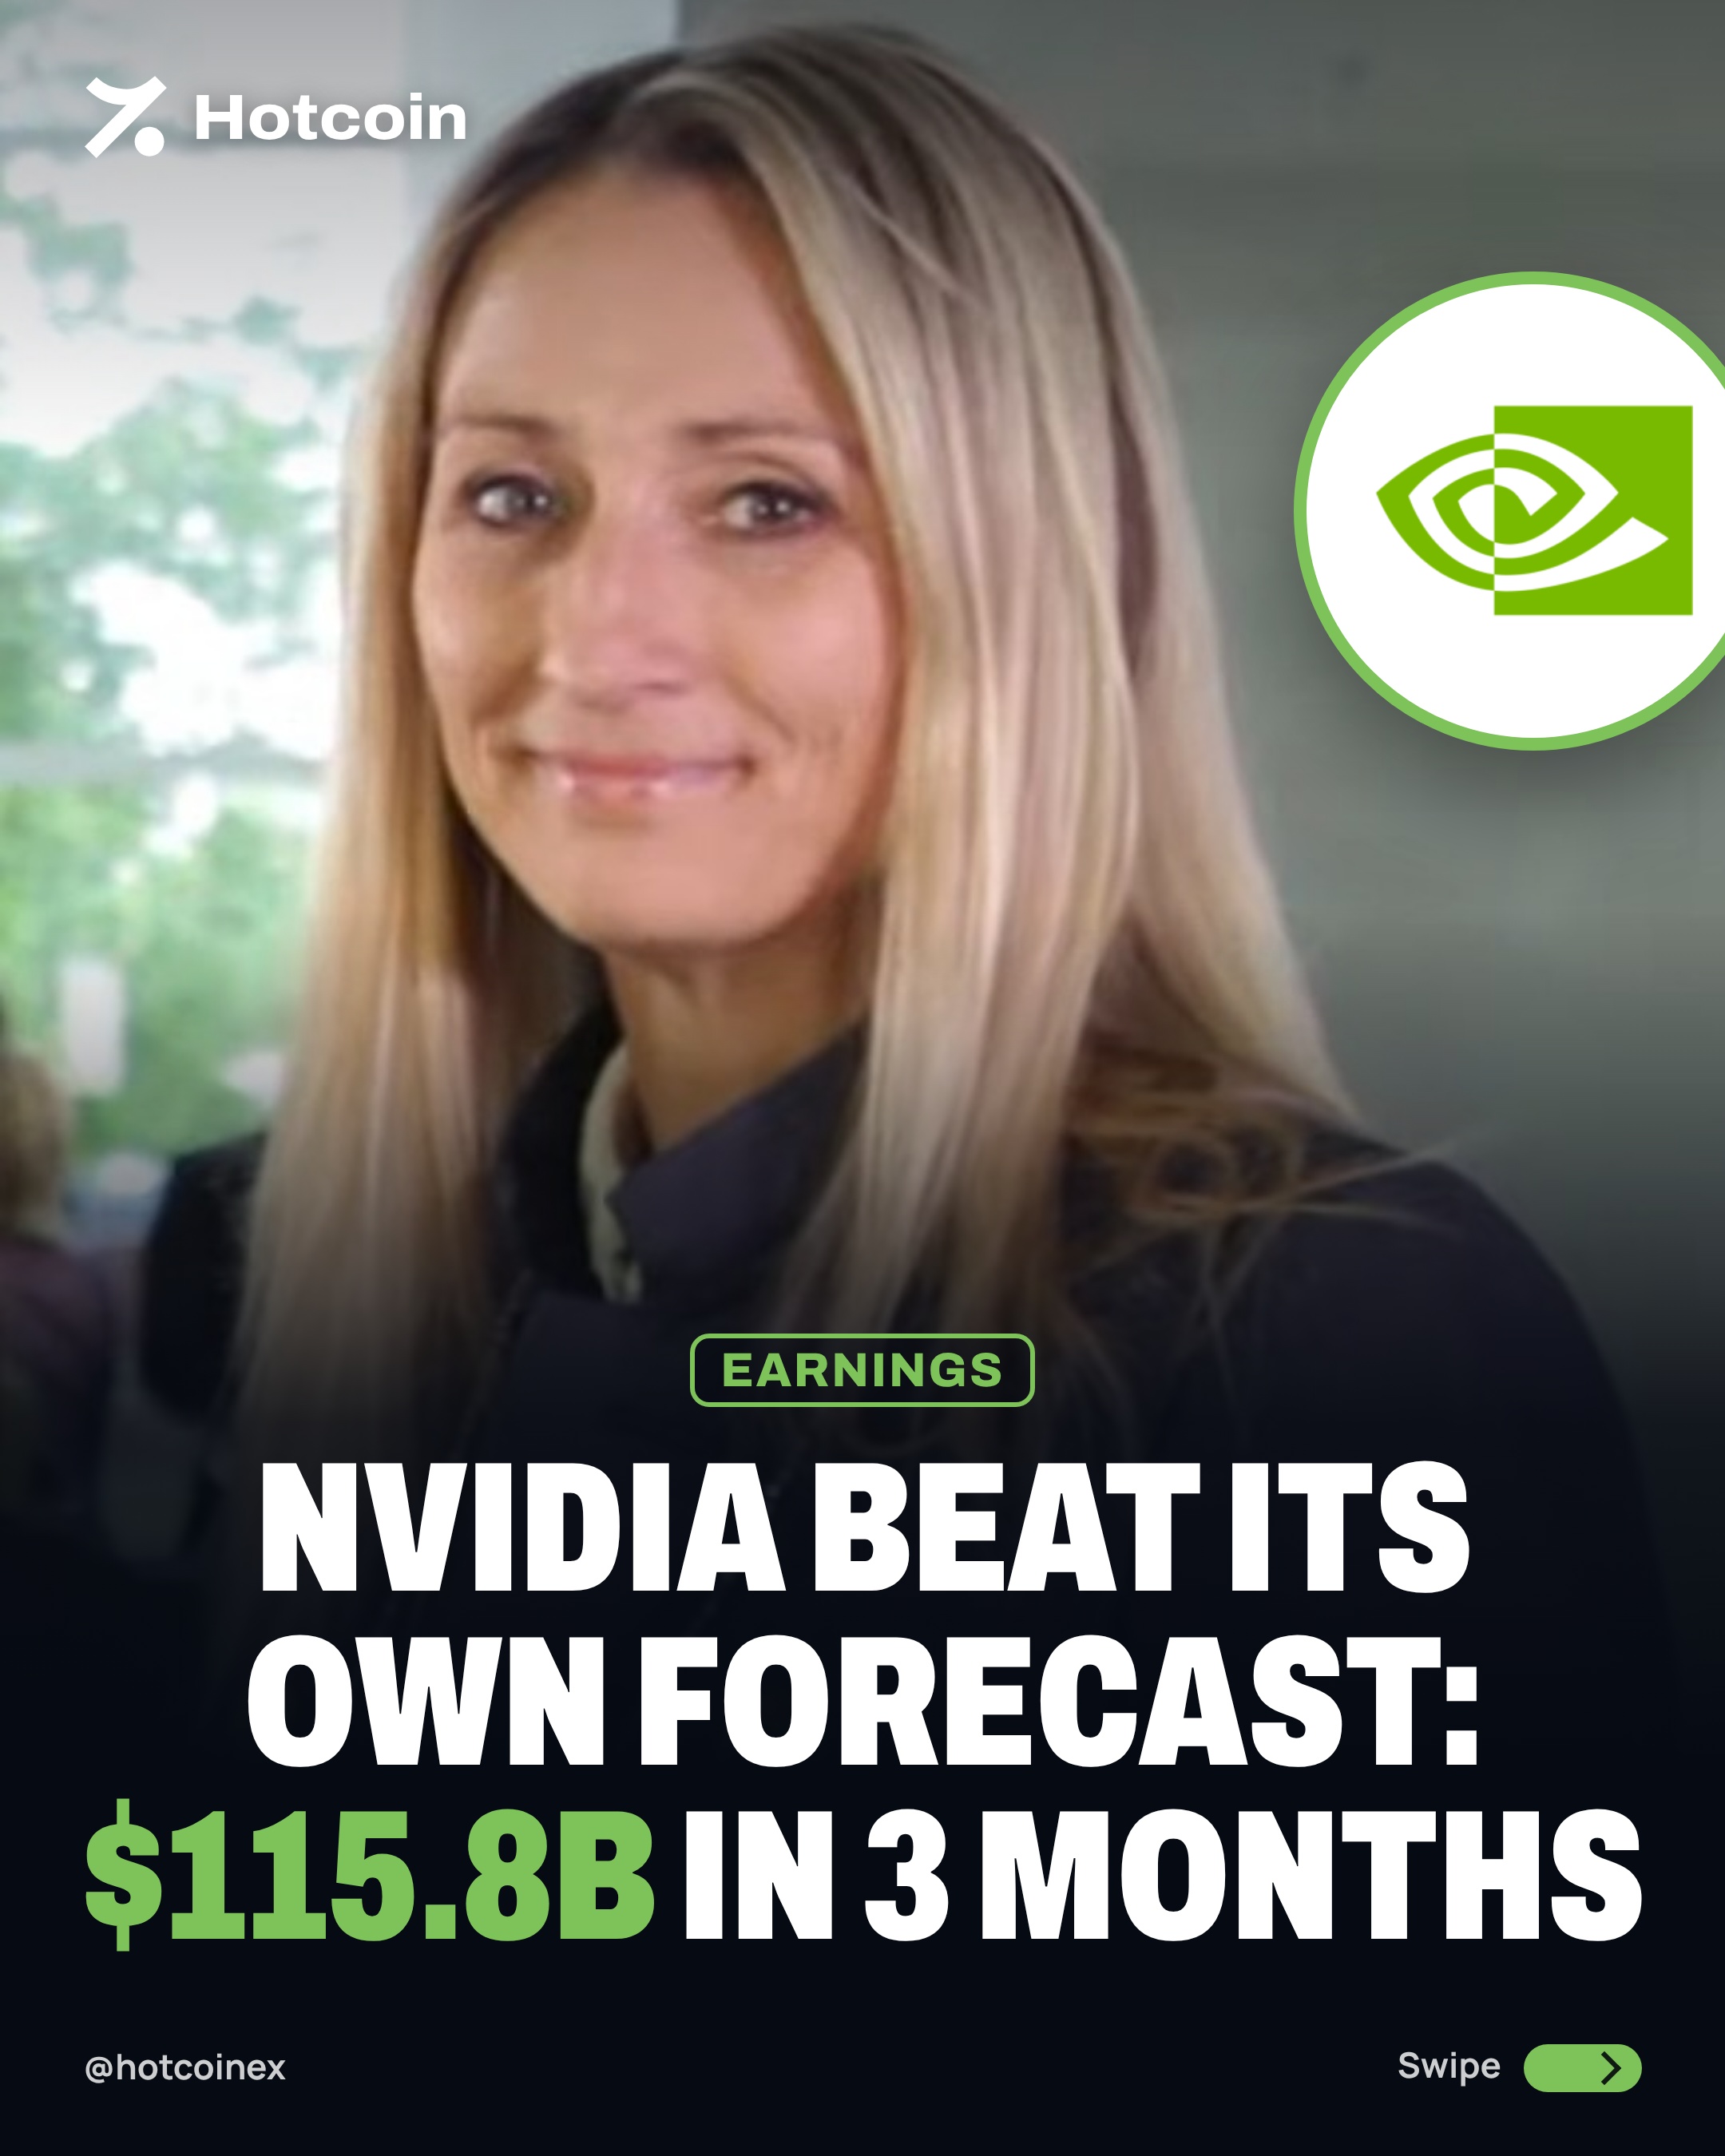 Hotcoin
EARNINGS
NVIDIA BEAT ITS
OWN FORECAST:
$115.8B IN 3 MONTHS
@hotcoinex
Swipe